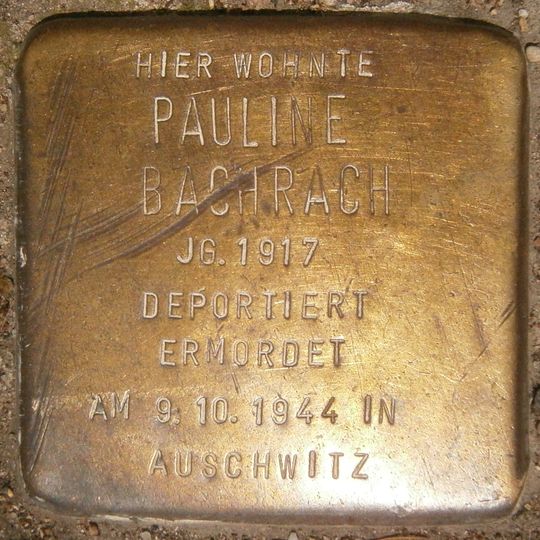 HIER WOHNTE
PAULINE
BACHRACH
JG. 1917
DEPORTIERT
ERMORDET
AM 9.10.1944 IN
AUSCHWITZ